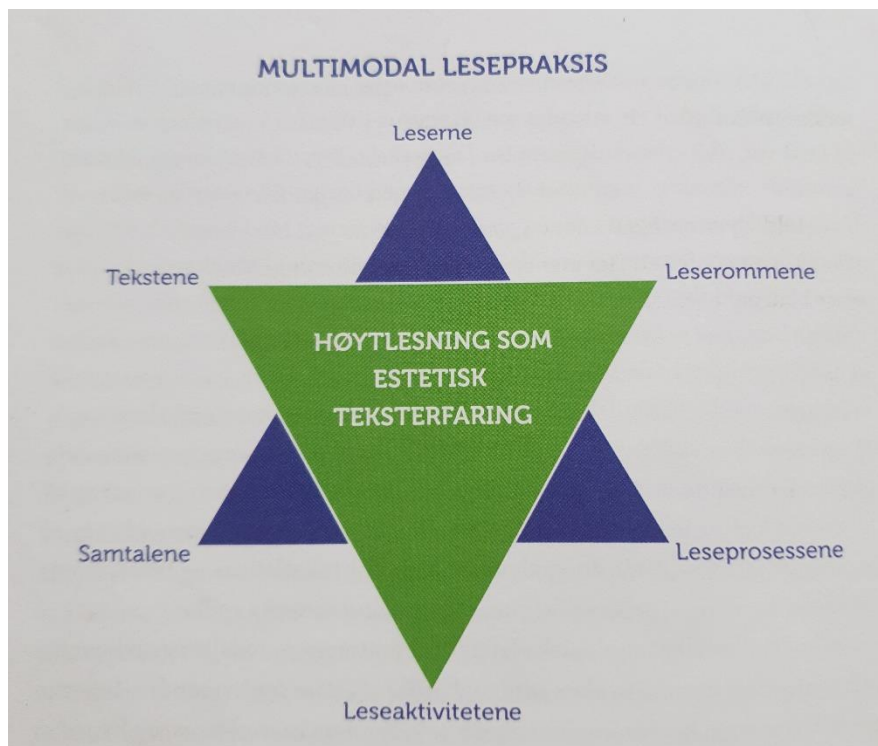 MULTIMODAL LESEPRAKSIS
Leserne
Tekstene
Leserommene
HØYTLESNING SOM
ESTETISK
TEKSTERFARING
Samtalene
Leseprosessene
Leseaktivitetene